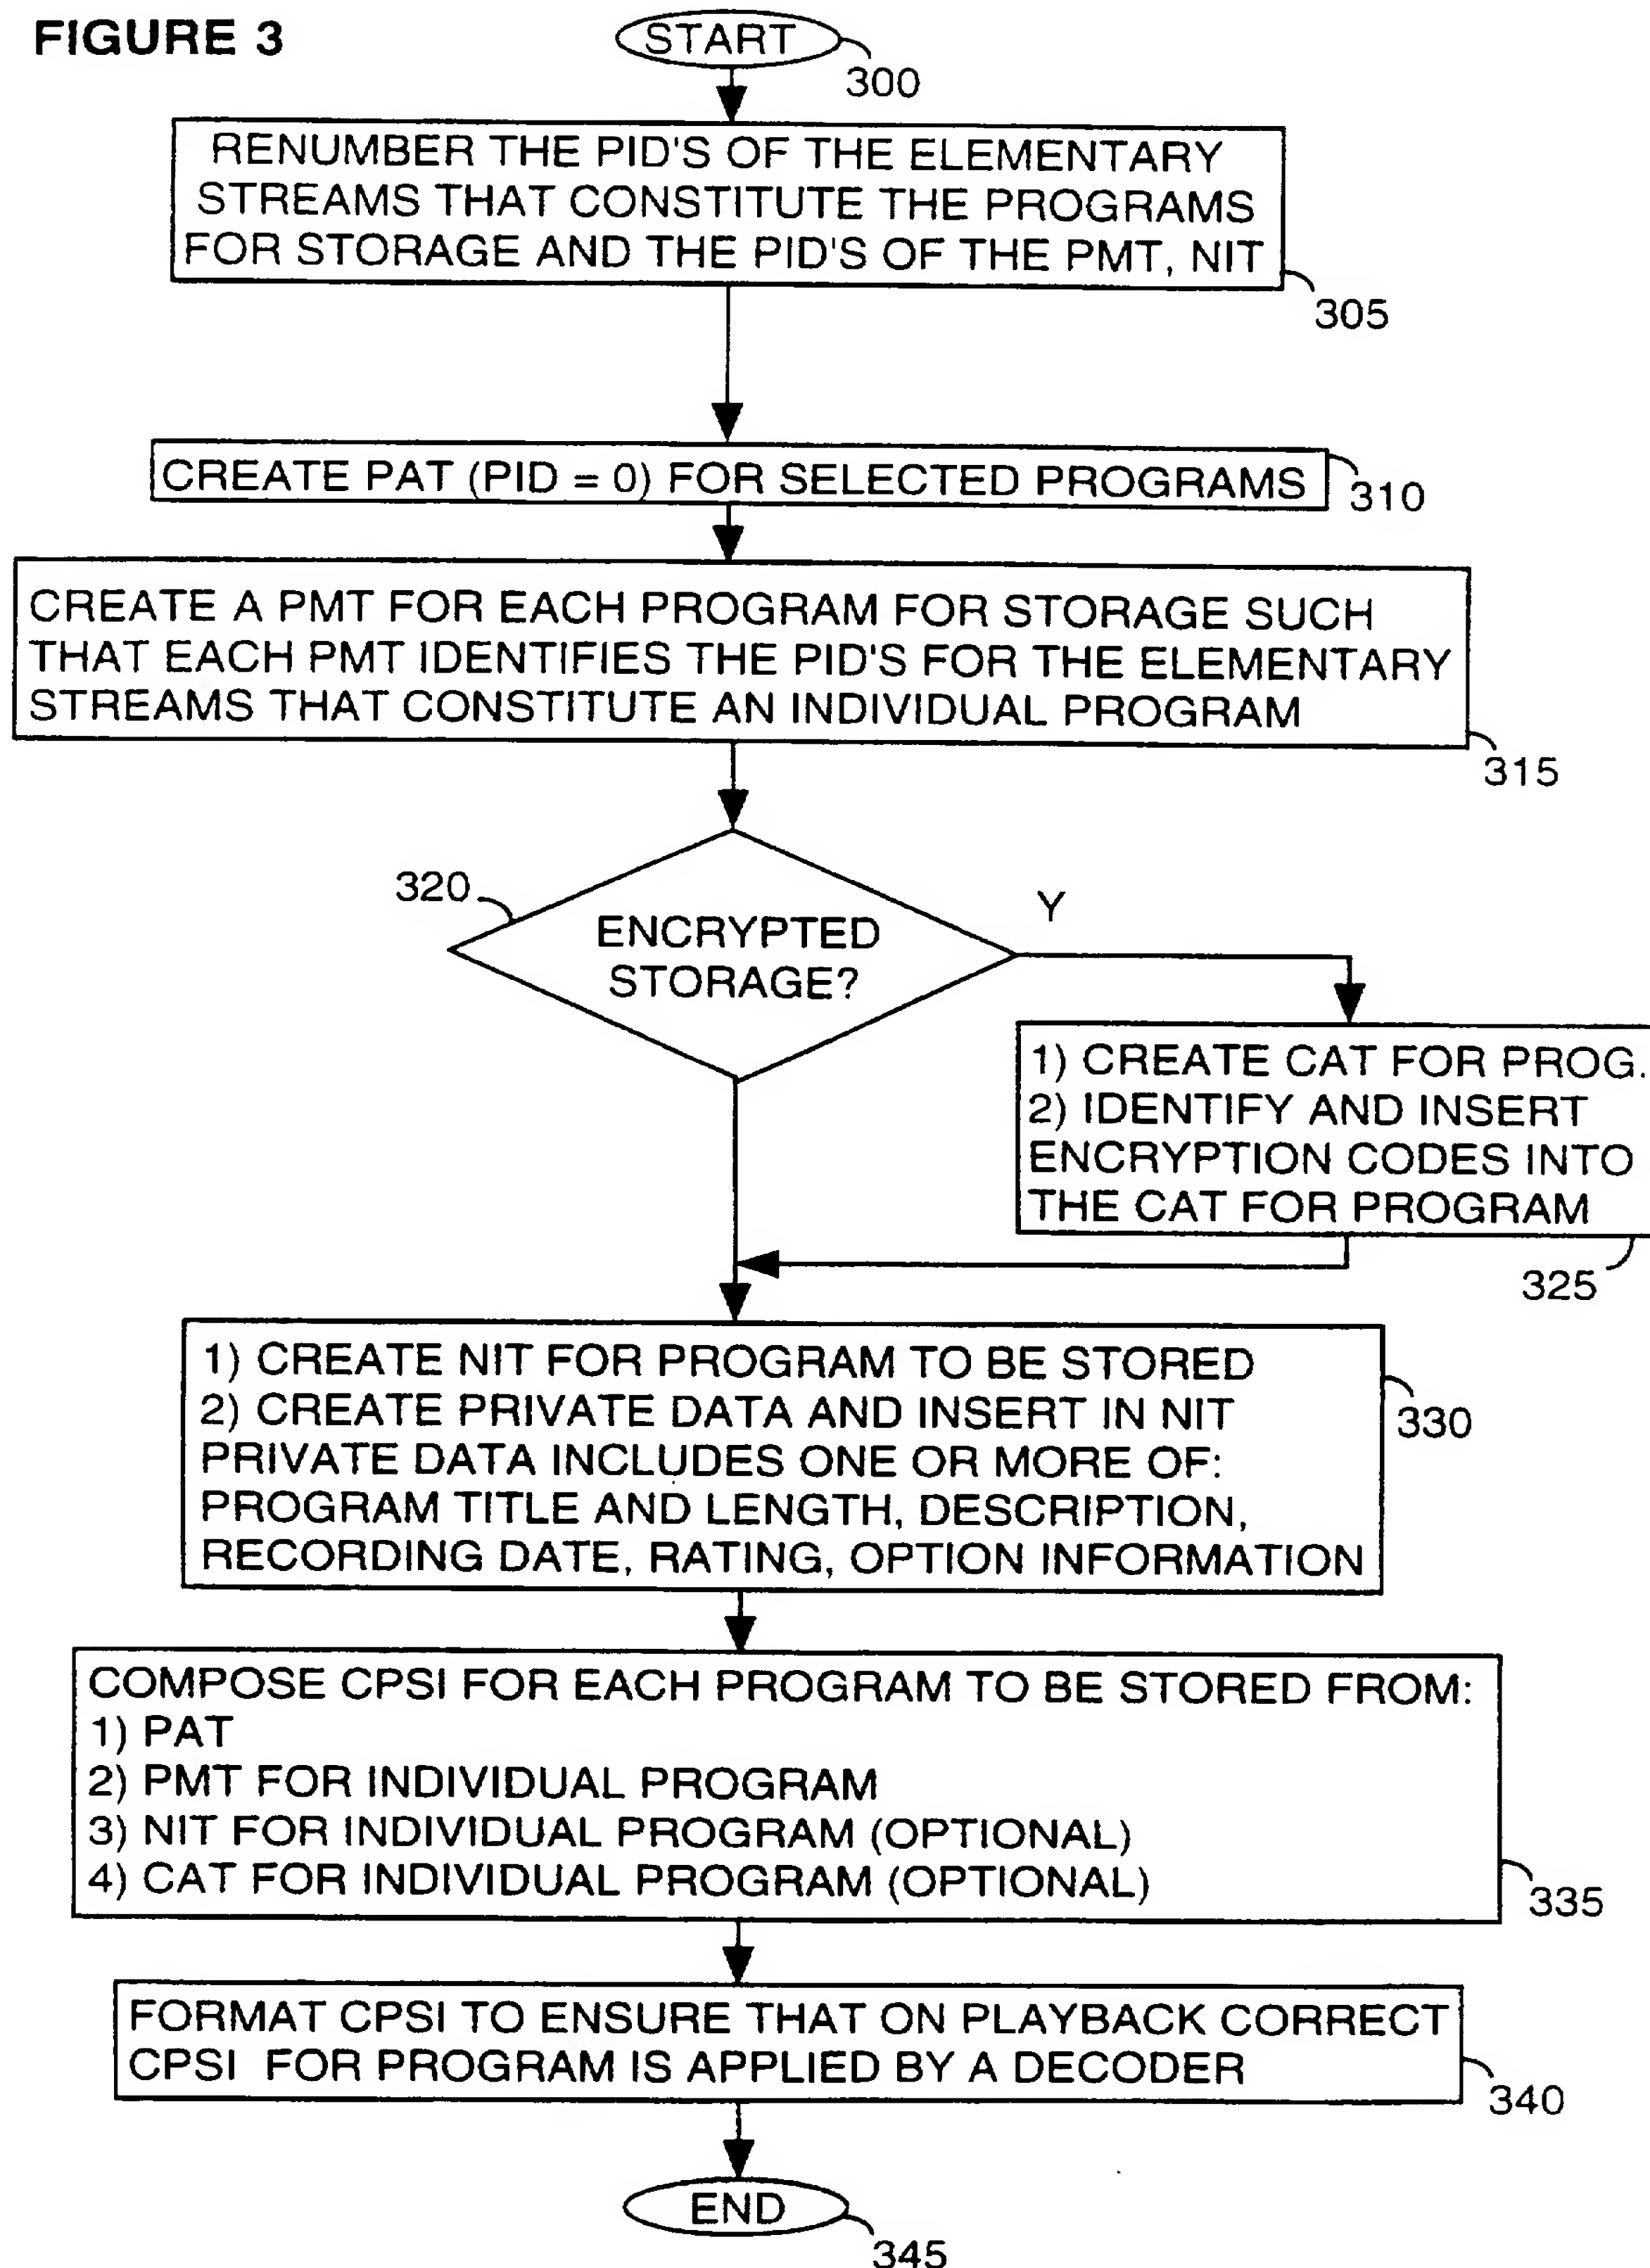 FIGURE 3
START
300
RENUMBER THE PID'S OF THE ELEMENTARY
STREAMS THAT CONSTITUTE THE PROGRAMS
FOR STORAGE AND THE PID'S OF THE PMT, NIT
305
CREATE PAT (PID = 0) FOR SELECTED PROGRAMS
310
CREATE A PMT FOR EACH PROGRAM FOR STORAGE SUCH
THAT EACH PMT IDENTIFIES THE PID'S FOR THE ELEMENTARY
STREAMS THAT CONSTITUTE AN INDIVIDUAL PROGRAM
315
320
ENCRYPTED
STORAGE?
Y
1) CREATE CAT FOR PROG.
2) IDENTIFY AND INSERT
ENCRYPTION CODES INTO
THE CAT FOR PROGRAM
325
1) CREATE NIT FOR PROGRAM TO BE STORED
2) CREATE PRIVATE DATA AND INSERT IN NIT
PRIVATE DATA INCLUDES ONE OR MORE OF:
PROGRAM TITLE AND LENGTH, DESCRIPTION,
RECORDING DATE, RATING, OPTION INFORMATION
330
COMPOSE CPSI FOR EACH PROGRAM TO BE STORED FROM:
1) PAT
2) PMT FOR INDIVIDUAL PROGRAM
3) NIT FOR INDIVIDUAL PROGRAM (OPTIONAL)
4) CAT FOR INDIVIDUAL PROGRAM (OPTIONAL)
335
FORMAT CPSI TO ENSURE THAT ON PLAYBACK CORRECT
CPSI FOR PROGRAM IS APPLIED BY A DECODER
340
END
345